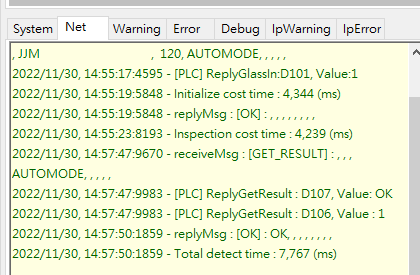 System Net Warning Error Debug IpWarning IpError
, JJM , 120, AUTOMODE, , , , ,
2022/11/30, 14:55:17:4595 - [PLC] ReplyGlassIn:D101, Value:1
2022/11/30, 14:55:19:5848 - Initialize cost time : 4,344 (ms)
2022/11/30, 14:55:19:5848 - replyMsg : [OK] : , , , , , , , ,
2022/11/30, 14:55:23:8193 - Inspection cost time : 4,239 (ms)
2022/11/30, 14:57:47:9670 - receiveMsg : [GET_RESULT] : , , ,
AUTOMODE, , , , ,
2022/11/30, 14:57:47:9983 - [PLC] ReplyGetResult : D107, Value: OK
2022/11/30, 14:57:47:9983 - [PLC] ReplyGetResult : D106, Value : 1
2022/11/30, 14:57:50:1859 - replyMsg : [OK] : OK, , , , , , , ,
2022/11/30, 14:57:50:1859 - Total detect time : 7,767 (ms)